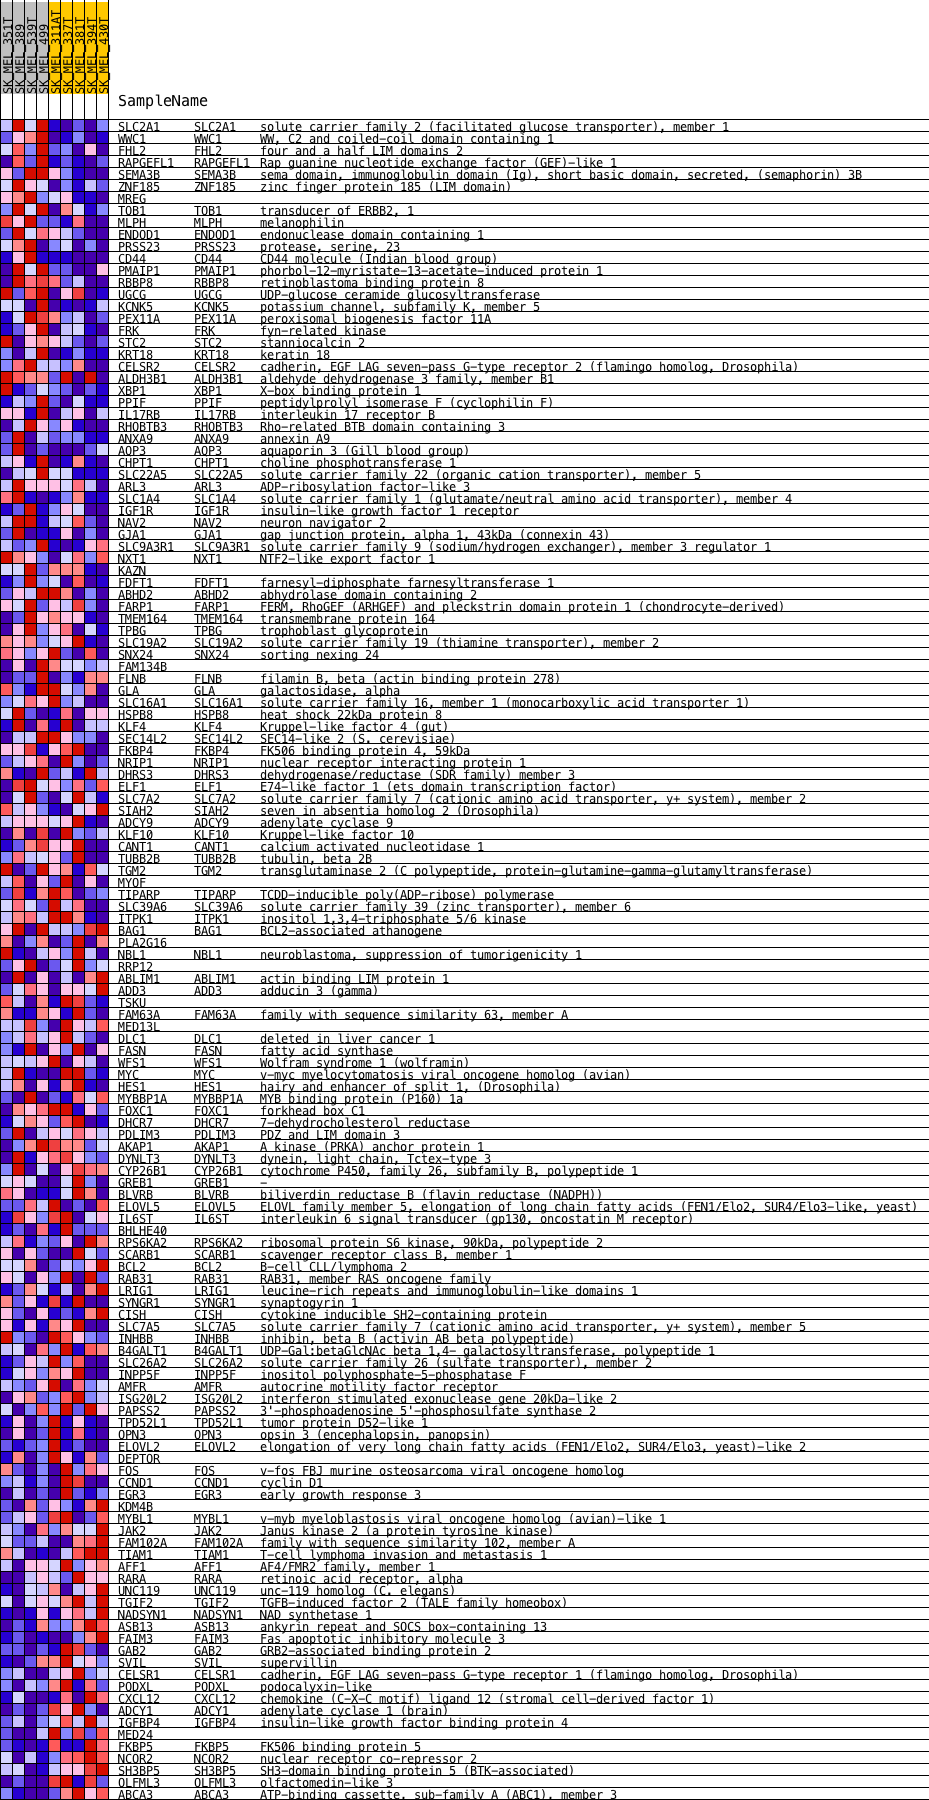 SK_MEL_351T
SK_MEL_389
SK_MEL_539T
SK_MEL_499
SK_MEL_311AT
SK_MEL_337T
SK_MEL_381T
SK_MEL_394T
SK_MEL_430T
SampleName
SLC2A1 SLC2A1 solute carrier family 2 (facilitated glucose transporter), member 1
WWC1 WWC1 WW, C2 and coiled-coil domain containing 1
FHL2 FHL2 four and a half LIM domains 2
RAPGEFL1 RAPGEFL1 Rap guanine nucleotide exchange factor (GEF)-like 1
SEMA3B SEMA3B sema domain, immunoglobulin domain (Ig), short basic domain, secreted, (semaphorin) 3B
ZNF185 ZNF185 zinc finger protein 185 (LIM domain)
MREG
TOB1 TOB1 transducer of ERBB2, 1
MLPH MLPH melanophilin
ENDOD1 ENDOD1 endonuclease domain containing 1
PRSS23 PRSS23 protease, serine, 23
CD44 CD44 CD44 molecule (Indian blood group)
PMAIP1 PMAIP1 phorbol-12-myristate-13-acetate-induced protein 1
RBBP8 RBBP8 retinoblastoma binding protein 8
UGCG UGCG UDP-glucose ceramide glucosyltransferase
KCNK5 KCNK5 potassium channel, subfamily K, member 5
PEX11A PEX11A peroxisomal biogenesis factor 11A
FRK FRK fyn-related kinase
STC2 STC2 stanniocalcin 2
KRT18 KRT18 keratin 18
CELSR2 CELSR2 cadherin, EGF LAG seven-pass G-type receptor 2 (flamingo homolog, Drosophila)
ALDH3B1 ALDH3B1 aldehyde dehydrogenase 3 family, member B1
XBP1 XBP1 X-box binding protein 1
PPIF PPIF peptidylprolyl isomerase F (cyclophilin F)
IL17RB IL17RB interleukin 17 receptor B
RHOBTB3 RHOBTB3 Rho-related BTB domain containing 3
ANXA9 ANXA9 annexin A9
AQP3 AQP3 aquaporin 3 (Gill blood group)
CHPT1 CHPT1 choline phosphotransferase 1
SLC22A5 SLC22A5 solute carrier family 22 (organic cation transporter), member 5
ARL3 ARL3 ADP-ribosylation factor-like 3
SLC1A4 SLC1A4 solute carrier family 1 (glutamate/neutral amino acid transporter), member 4
IGF1R IGF1R insulin-like growth factor 1 receptor
NAV2 NAV2 neuron navigator 2
GJA1 GJA1 gap junction protein, alpha 1, 43kDa (connexin 43)
SLC9A3R1 SLC9A3R1 solute carrier family 9 (sodium/hydrogen exchanger), member 3 regulator 1
NXT1 NXT1 NTF2-like export factor 1
KAZN
FDFT1 FDFT1 farnesyl-diphosphate farnesyltransferase 1
ABHD2 ABHD2 abhydrolase domain containing 2
FARP1 FARP1 FERM, RhoGEF (ARHGEF) and pleckstrin domain protein 1 (chondrocyte-derived)
TMEM164 TMEM164 transmembrane protein 164
TPBG TPBG trophoblast glycoprotein
SLC19A2 SLC19A2 solute carrier family 19 (thiamine transporter), member 2
SNX24 SNX24 sorting nexing 24
FAM134B
FLNB FLNB filamin B, beta (actin binding protein 278)
GLA GLA galactosidase, alpha
SLC16A1 SLC16A1 solute carrier family 16, member 1 (monocarboxylic acid transporter 1)
HSPB8 HSPB8 heat shock 22kDa protein 8
KLF4 KLF4 Kruppel-like factor 4 (gut)
SEC14L2 SEC14L2 SEC14-like 2 (S. cerevisiae)
FKBP4 FKBP4 FK506 binding protein 4, 59kDa
NRIP1 NRIP1 nuclear receptor interacting protein 1
DHRS3 DHRS3 dehydrogenase/reductase (SDR family) member 3
ELF1 ELF1 E74-like factor 1 (ets domain transcription factor)
SLC7A2 SLC7A2 solute carrier family 7 (cationic amino acid transporter, y+ system), member 2
SIAH2 SIAH2 seven in absentia homolog 2 (Drosophila)
ADCY9 ADCY9 adenylate cyclase 9
KLF10 KLF10 Kruppel-like factor 10
CANT1 CANT1 calcium activated nucleotidase 1
TUBB2B TUBB2B tubulin, beta 2B
TGM2 TGM2 transglutaminase 2 (C polypeptide, protein-glutamine-gamma-glutamyltransferase)
MYOF
TIPARP TIPARP TCDD-inducible poly(ADP-ribose) polymerase
SLC39A6 SLC39A6 solute carrier family 39 (zinc transporter), member 6
ITPK1 ITPK1 inositol 1,3,4-triphosphate 5/6 kinase
BAG1 BAG1 BCL2-associated athanogene
PLA2G16
NBL1 NBL1 neuroblastoma, suppression of tumorigenicity 1
RRP12
ABLIM1 ABLIM1 actin binding LIM protein 1
ADD3 ADD3 adducin 3 (gamma)
TSKU
FAM63A FAM63A family with sequence similarity 63, member A
MED13L
DLC1 DLC1 deleted in liver cancer 1
FASN FASN fatty acid synthase
WFS1 WFS1 Wolfram syndrome 1 (wolframin)
MYC MYC v-myc myelocytomatosis viral oncogene homolog (avian)
HES1 HES1 hairy and enhancer of split 1, (Drosophila)
MYBBP1A MYBBP1A MYB binding protein (P160) 1a
FOXC1 FOXC1 forkhead box C1
DHCR7 DHCR7 7-dehydrocholesterol reductase
PDLIM3 PDLIM3 PDZ and LIM domain 3
AKAP1 AKAP1 A kinase (PRKA) anchor protein 1
DYNLT3 DYNLT3 dynein, light chain, Tctex-type 3
CYP26B1 CYP26B1 cytochrome P450, family 26, subfamily B, polypeptide 1
GREB1 GREB1 -
BLVRB BLVRB biliverdin reductase B (flavin reductase (NADPH))
ELOVL5 ELOVL5 ELOVL family member 5, elongation of long chain fatty acids (FEN1/Elo2, SUR4/Elo3-like, yeast)
IL6ST IL6ST interleukin 6 signal transducer (gp130, oncostatin M receptor)
BHLHE40
RPS6KA2 RPS6KA2 ribosomal protein S6 kinase, 90kDa, polypeptide 2
SCARB1 SCARB1 scavenger receptor class B, member 1
BCL2 BCL2 B-cell CLL/lymphoma 2
RAB31 RAB31 RAB31, member RAS oncogene family
LRIG1 LRIG1 leucine-rich repeats and immunoglobulin-like domains 1
SYNGR1 SYNGR1 synaptogyrin 1
CISH CISH cytokine inducible SH2-containing protein
SLC7A5 SLC7A5 solute carrier family 7 (cationic amino acid transporter, y+ system), member 5
INHBB INHBB inhibin, beta B (activin AB beta polypeptide)
B4GALT1 B4GALT1 UDP-Gal:betaGlcNAc beta 1,4- galactosyltransferase, polypeptide 1
SLC26A2 SLC26A2 solute carrier family 26 (sulfate transporter), member 2
INPP5F INPP5F inositol polyphosphate-5-phosphatase F
AMFR AMFR autocrine motility factor receptor
ISG20L2 ISG20L2 interferon stimulated exonuclease gene 20kDa-like 2
PAPSS2 PAPSS2 3'-phosphoadenosine 5'-phosphosulfate synthase 2
TPD52L1 TPD52L1 tumor protein D52-like 1
OPN3 OPN3 opsin 3 (encephalopsin, panopsin)
ELOVL2 ELOVL2 elongation of very long chain fatty acids (FEN1/Elo2, SUR4/Elo3, yeast)-like 2
DEPTOR
FOS FOS v-fos FBJ murine osteosarcoma viral oncogene homolog
CCND1 CCND1 cyclin D1
EGR3 EGR3 early growth response 3
KDM4B
MYBL1 MYBL1 v-myb myeloblastosis viral oncogene homolog (avian)-like 1
JAK2 JAK2 Janus kinase 2 (a protein tyrosine kinase)
FAM102A FAM102A family with sequence similarity 102, member A
TIAM1 TIAM1 T-cell lymphoma invasion and metastasis 1
AFF1 AFF1 AF4/FMR2 family, member 1
RARA RARA retinoic acid receptor, alpha
UNC119 UNC119 unc-119 homolog (C. elegans)
TGIF2 TGIF2 TGFB-induced factor 2 (TALE family homeobox)
NADSYN1 NADSYN1 NAD synthetase 1
ASB13 ASB13 ankyrin repeat and SOCS box-containing 13
FAIM3 FAIM3 Fas apoptotic inhibitory molecule 3
GAB2 GAB2 GRB2-associated binding protein 2
SVIL SVIL supervillin
CELSR1 CELSR1 cadherin, EGF LAG seven-pass G-type receptor 1 (flamingo homolog, Drosophila)
PODXL PODXL podocalyxin-like
CXCL12 CXCL12 chemokine (C-X-C motif) ligand 12 (stromal cell-derived factor 1)
ADCY1 ADCY1 adenylate cyclase 1 (brain)
IGFBP4 IGFBP4 insulin-like growth factor binding protein 4
MED24
FKBP5 FKBP5 FK506 binding protein 5
NCOR2 NCOR2 nuclear receptor co-repressor 2
SH3BP5 SH3BP5 SH3-domain binding protein 5 (BTK-associated)
OLFML3 OLFML3 olfactomedin-like 3
ABCA3 ABCA3 ATP-binding cassette, sub-family A (ABC1), member 3